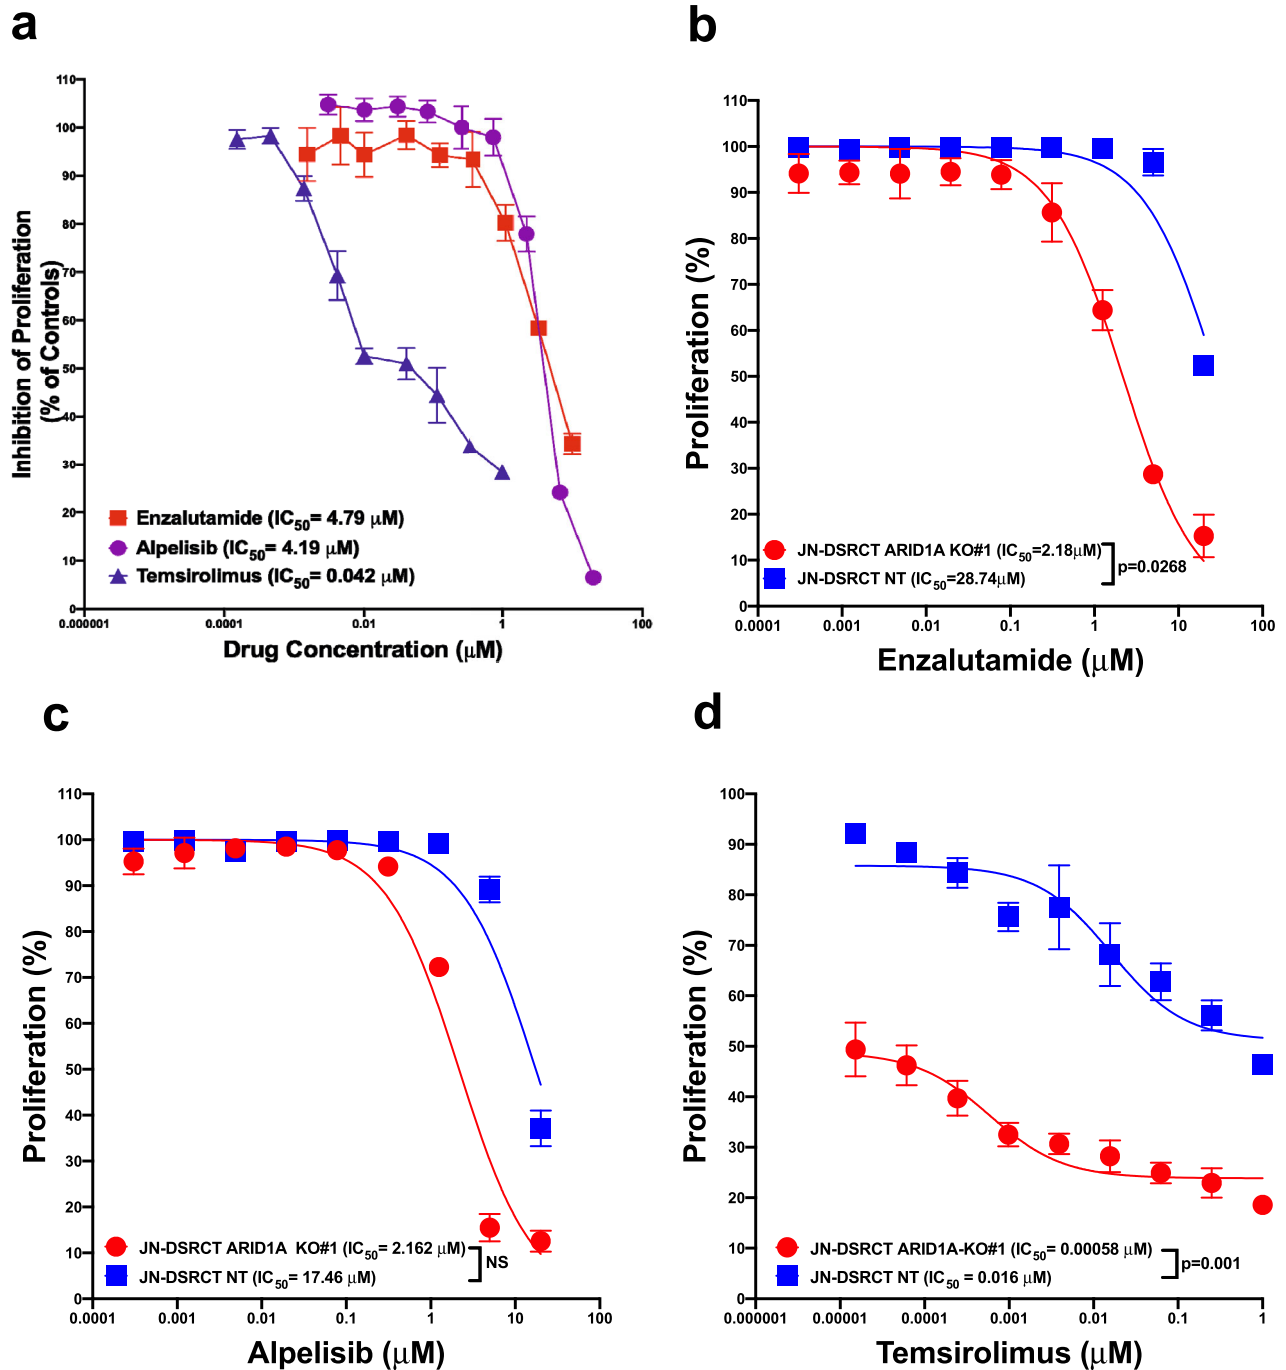 a
110
100
90
80
70
60
50
40
30
20
10
0
Inhibition of Proliferation
(% of Controls)
Enzalutamide (IC50= 4.79 μM)
Alpelisib (IC50= 4.19 μM)
Temsirolimus (IC50= 0.042 μM)
0.000001 0.0001 0.01 1 100
Drug Concentration (μM)
b
110
100
90
80
70
60
50
40
30
20
10
0
Proliferation (%)
JN-DSRCT ARID1A KO#1 (IC50=2.18μM)
JN-DSRCT NT (IC50=28.74μM)
p=0.0268
0.0001 0.001 0.01 0.1 1 10 100
Enzalutamide (μM)
c
110
100
90
80
70
60
50
40
30
20
10
0
Proliferation (%)
JN-DSRCT ARID1A KO#1 (IC50= 2.162 μM)
JN-DSRCT NT (IC50= 17.46 μM)
NS
0.0001 0.001 0.01 0.1 1 10 100
Alpelisib (μM)
d
100
90
80
70
60
50
40
30
20
10
0
Proliferation (%)
JN-DSRCT ARID1A-KO#1 (IC50= 0.00058 μM)
JN-DSRCT NT (IC50 = 0.016 μM)
p=0.001
0.000001 0.00001 0.0001 0.001 0.01 0.1 1
Temsirolimus (μM)